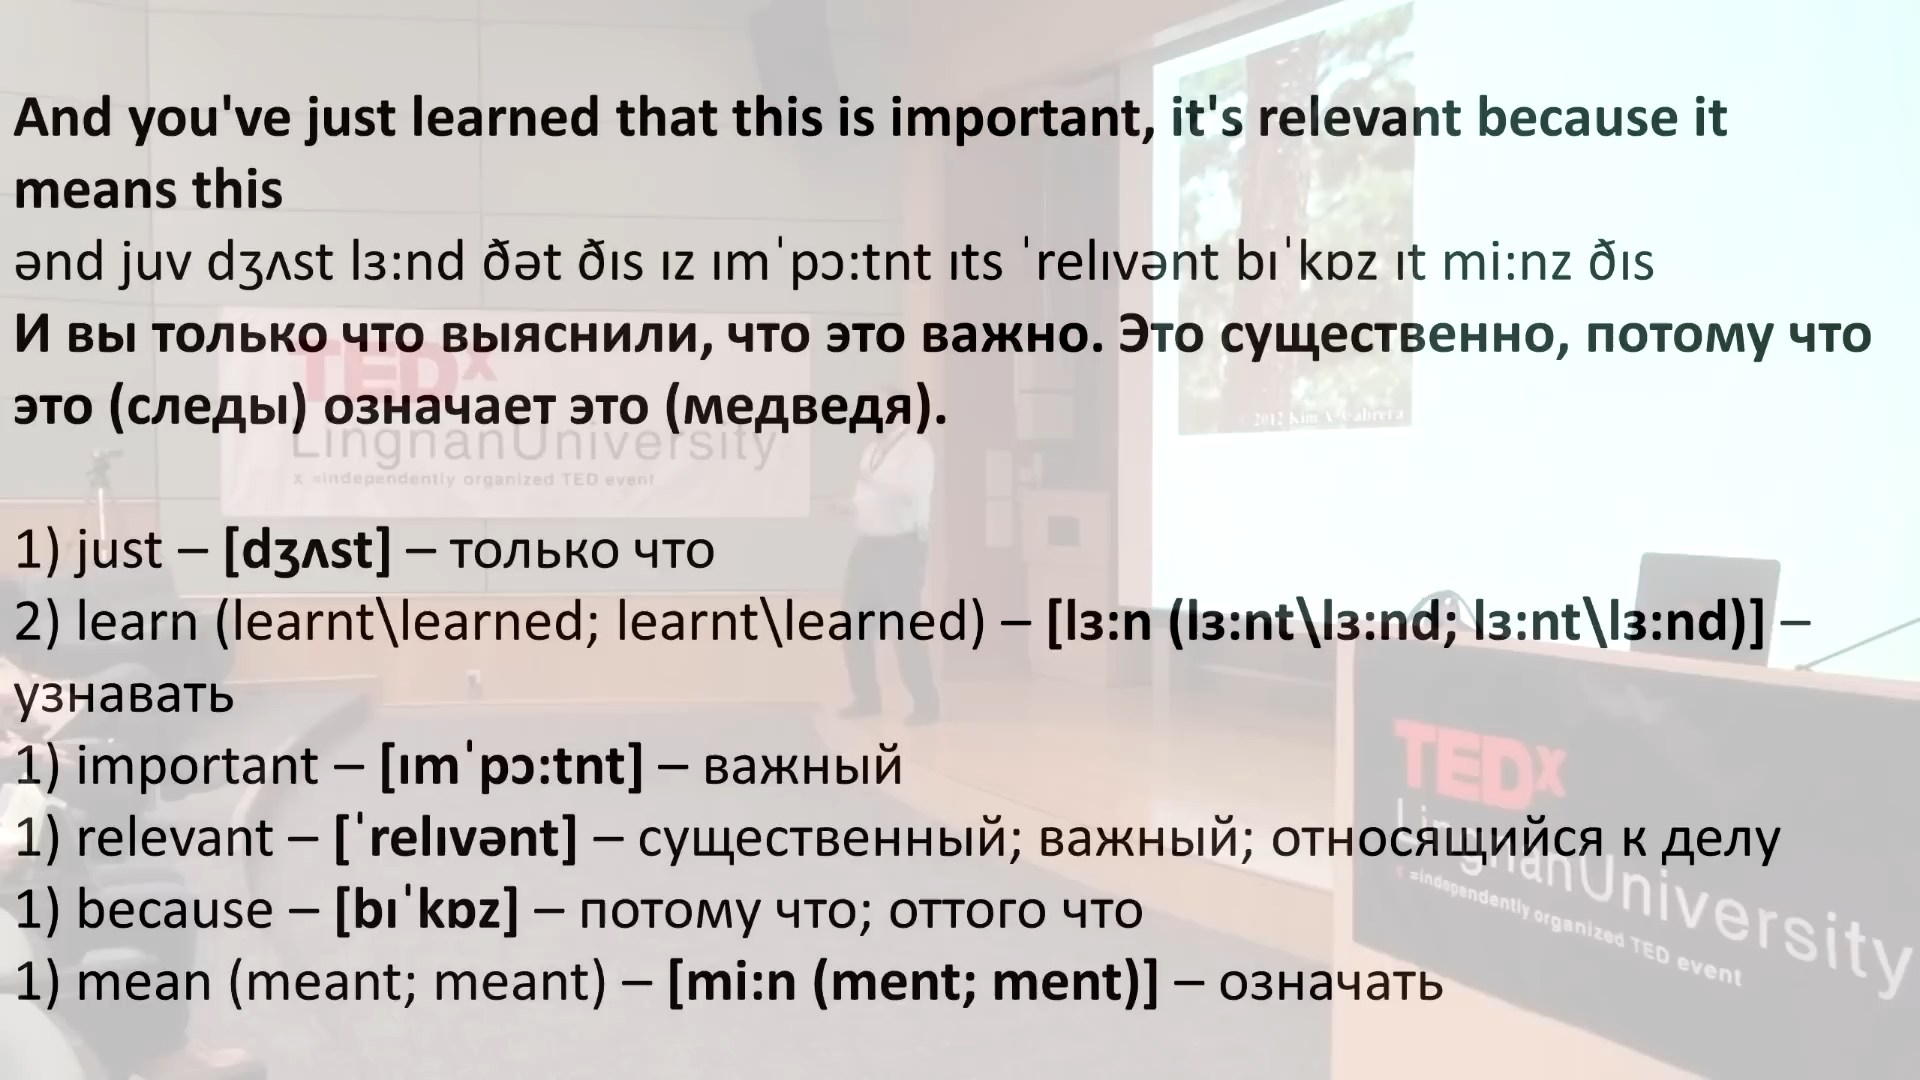 And you've just learned that this is important, it's relevant because it
means this
ənd juv dʒʌst lɜ:nd ðət ðɪs ɪz ɪmˈpɔ:tnt ɪts ˈrelɪvənt bɪˈkɒz ɪt mi:nz ðɪs
И вы только что выяснили, что это важно. Это существенно, потому что
это (следы) означает это (медведя).
TEDx
LingnanUniversity
x =independently organized TED event
© 2012 Kim A. Cabrera
1) just – [dʒʌst] – только что
2) learn (learnt\learned; learnt\learned) – [lɜ:n (lɜ:nt\lɜ:nd; lɜ:nt\lɜ:nd)] –
узнавать
1) important – [ɪmˈpɔ:tnt] – важный
1) relevant – [ˈrelɪvənt] – существенный; важный; относящийся к делу
1) because – [bɪˈkɒz] – потому что; оттого что
1) mean (meant; meant) – [mi:n (ment; ment)] – означать
TEDx
LingnanUniversity
x =independently organized TED event